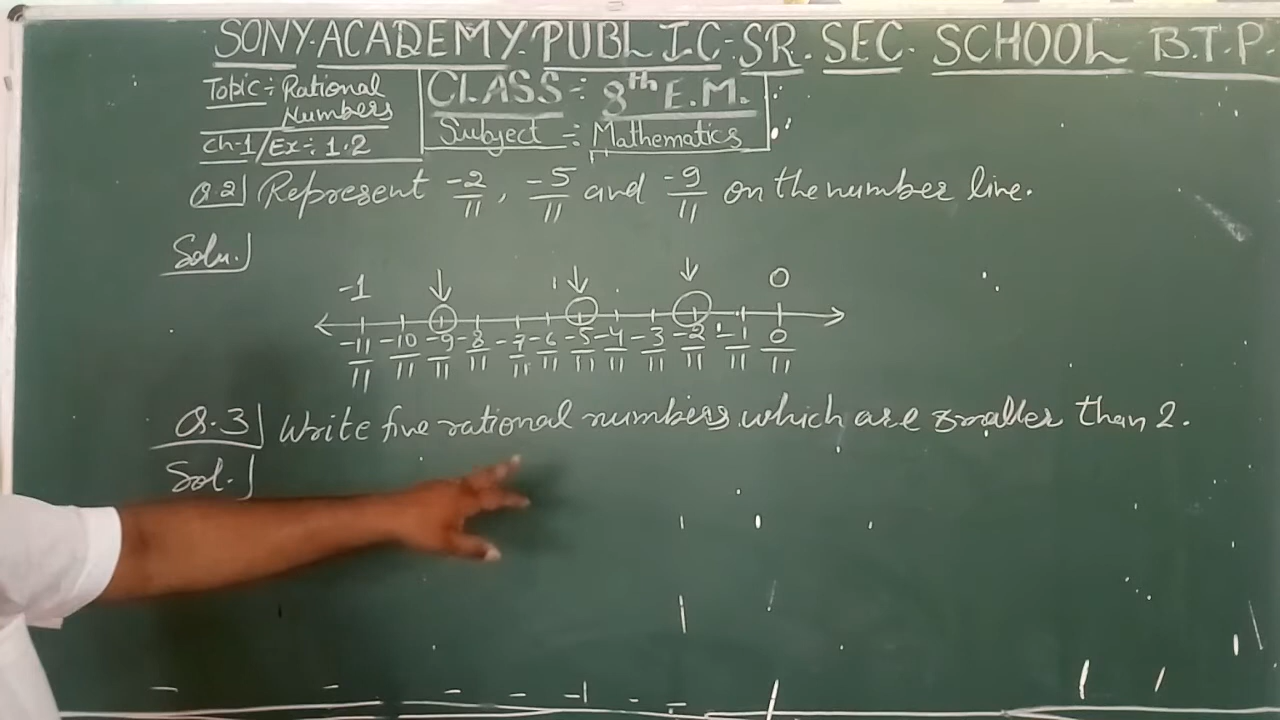 SONY ACADEMY PUBLIC SR. SEC. SCHOOL B.T.P.
Topic:- Rational Numbers
CLASS:- 8th E.M.
Ch-1/Ex:- 1.2
Subject:- Mathematics
Q.2] Represent -2/11, -5/11 and -9/11 on the number line.
Solu.]
-1 0
-11/11 -10/11 -9/11 -8/11 -7/11 -6/11 -5/11 -4/11 -3/11 -2/11 -1/11 0/11
Q.3] Write five rational numbers which are smaller than 2.
Sol.]